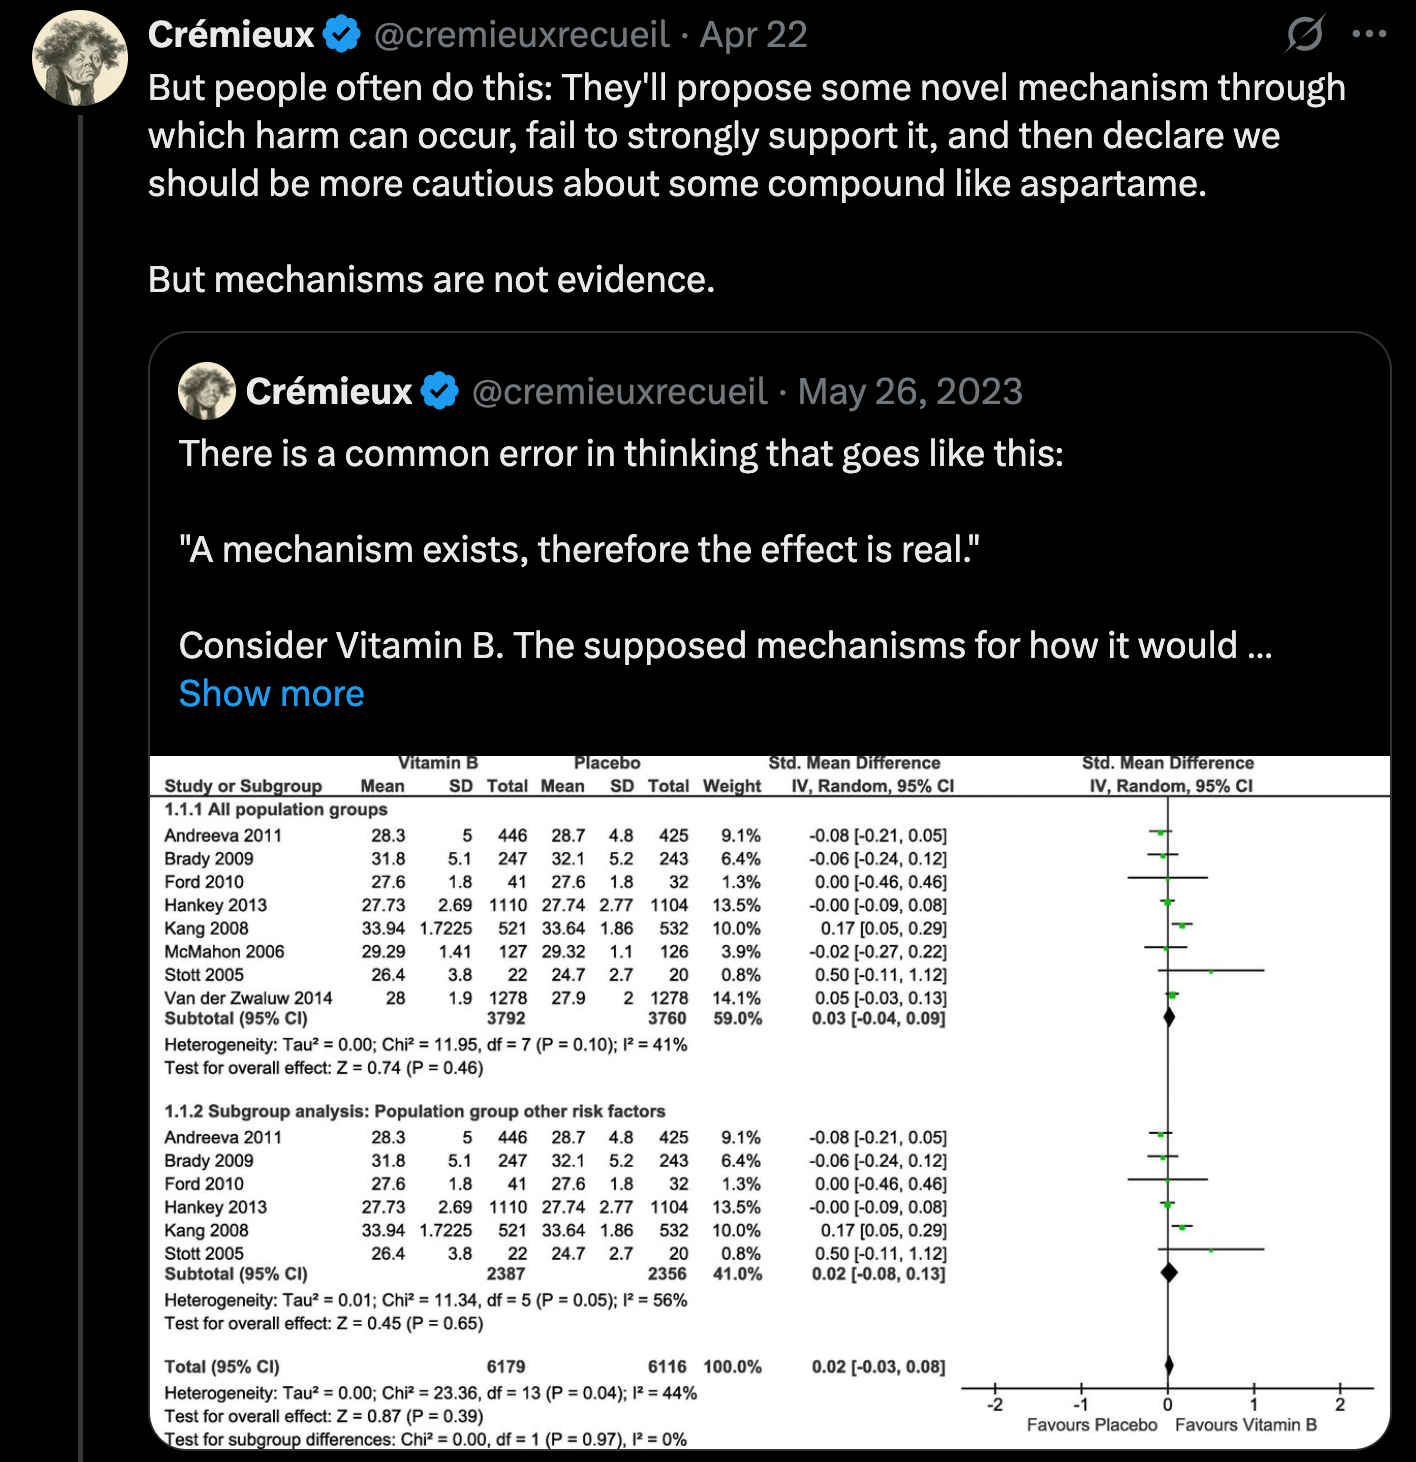 Crémieux @cremieuxrecueil · Apr 22
But people often do this: They'll propose some novel mechanism through
which harm can occur, fail to strongly support it, and then declare we
should be more cautious about some compound like aspartame.
But mechanisms are not evidence.
Crémieux @cremieuxrecueil · May 26, 2023
There is a common error in thinking that goes like this:
"A mechanism exists, therefore the effect is real."
Consider Vitamin B. The supposed mechanisms for how it would ...
Show more
Vitamin B Placebo Std. Mean Difference Std. Mean Difference
Study or Subgroup Mean SD Total Mean SD Total Weight IV, Random, 95% CI IV, Random, 95% CI
1.1.1 All population groups
Andreeva 2011 28.3 5 446 28.7 4.8 425 9.1% -0.08 [-0.21, 0.05]
Brady 2009 31.8 5.1 247 32.1 5.2 243 6.4% -0.06 [-0.24, 0.12]
Ford 2010 27.6 1.8 41 27.6 1.8 32 1.3% 0.00 [-0.46, 0.46]
Hankey 2013 27.73 2.69 1110 27.74 2.77 1104 13.5% -0.00 [-0.09, 0.08]
Kang 2008 33.94 1.7225 521 33.64 1.86 532 10.0% 0.17 [0.05, 0.29]
McMahon 2006 29.29 1.41 127 29.32 1.1 126 3.9% -0.02 [-0.27, 0.22]
Stott 2005 26.4 3.8 22 24.7 2.7 20 0.8% 0.50 [-0.11, 1.12]
Van der Zwaluw 2014 28 1.9 1278 27.9 2 1278 14.1% 0.05 [-0.03, 0.13]
Subtotal (95% CI) 3792 3760 59.0% 0.03 [-0.04, 0.09]
Heterogeneity: Tau² = 0.00; Chi² = 11.95, df = 7 (P = 0.10); I² = 41%
Test for overall effect: Z = 0.74 (P = 0.46)
1.1.2 Subgroup analysis: Population group other risk factors
Andreeva 2011 28.3 5 446 28.7 4.8 425 9.1% -0.08 [-0.21, 0.05]
Brady 2009 31.8 5.1 247 32.1 5.2 243 6.4% -0.06 [-0.24, 0.12]
Ford 2010 27.6 1.8 41 27.6 1.8 32 1.3% 0.00 [-0.46, 0.46]
Hankey 2013 27.73 2.69 1110 27.74 2.77 1104 13.5% -0.00 [-0.09, 0.08]
Kang 2008 33.94 1.7225 521 33.64 1.86 532 10.0% 0.17 [0.05, 0.29]
Stott 2005 26.4 3.8 22 24.7 2.7 20 0.8% 0.50 [-0.11, 1.12]
Subtotal (95% CI) 2387 2356 41.0% 0.02 [-0.08, 0.13]
Heterogeneity: Tau² = 0.01; Chi² = 11.34, df = 5 (P = 0.05); I² = 56%
Test for overall effect: Z = 0.45 (P = 0.65)
Total (95% CI) 6179 6116 100.0% 0.02 [-0.03, 0.08]
Heterogeneity: Tau² = 0.00; Chi² = 23.36, df = 13 (P = 0.04); I² = 44%
Test for overall effect: Z = 0.87 (P = 0.39)
Test for subgroup differences: Chi² = 0.00, df = 1 (P = 0.97), I² = 0%
-2 -1 0 1 2
Favours Placebo Favours Vitamin B